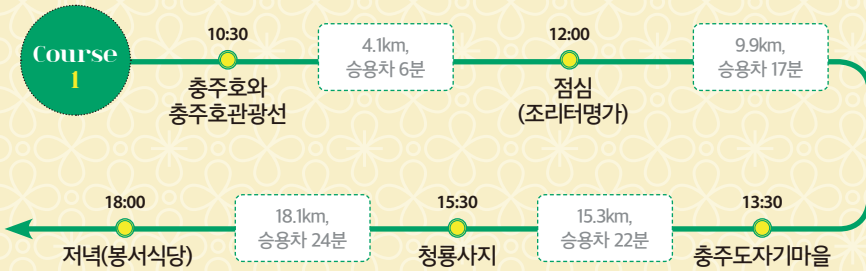 Course
1
10:30
충주호와
충주호관광선
4.1km,
승용차 6분
12:00
점심
(조리터명가)
9.9km,
승용차 17분
13:30
충주도자기마을
15.3km,
승용차 22분
15:30
청룡사지
18.1km,
승용차 24분
18:00
저녁(봉서식당)